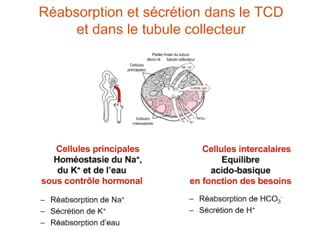 Réabsorption et sécrétion dans le TCD
et dans le tubule collecteur
Partie finale du tubule
distal et tubule collecteur
Cellules
principales
Cellules
intercalaires
Cellules principales
Homéostasie du Na⁺,
du K⁺ et de l’eau
sous contrôle hormonal
– Réabsorption de Na⁺
– Sécrétion de K⁺
– Réabsorption d’eau
Cellules intercalaires
Equilibre
acido-basique
en fonction des besoins
– Réabsorption de HCO₃⁻
– Sécrétion de H⁺